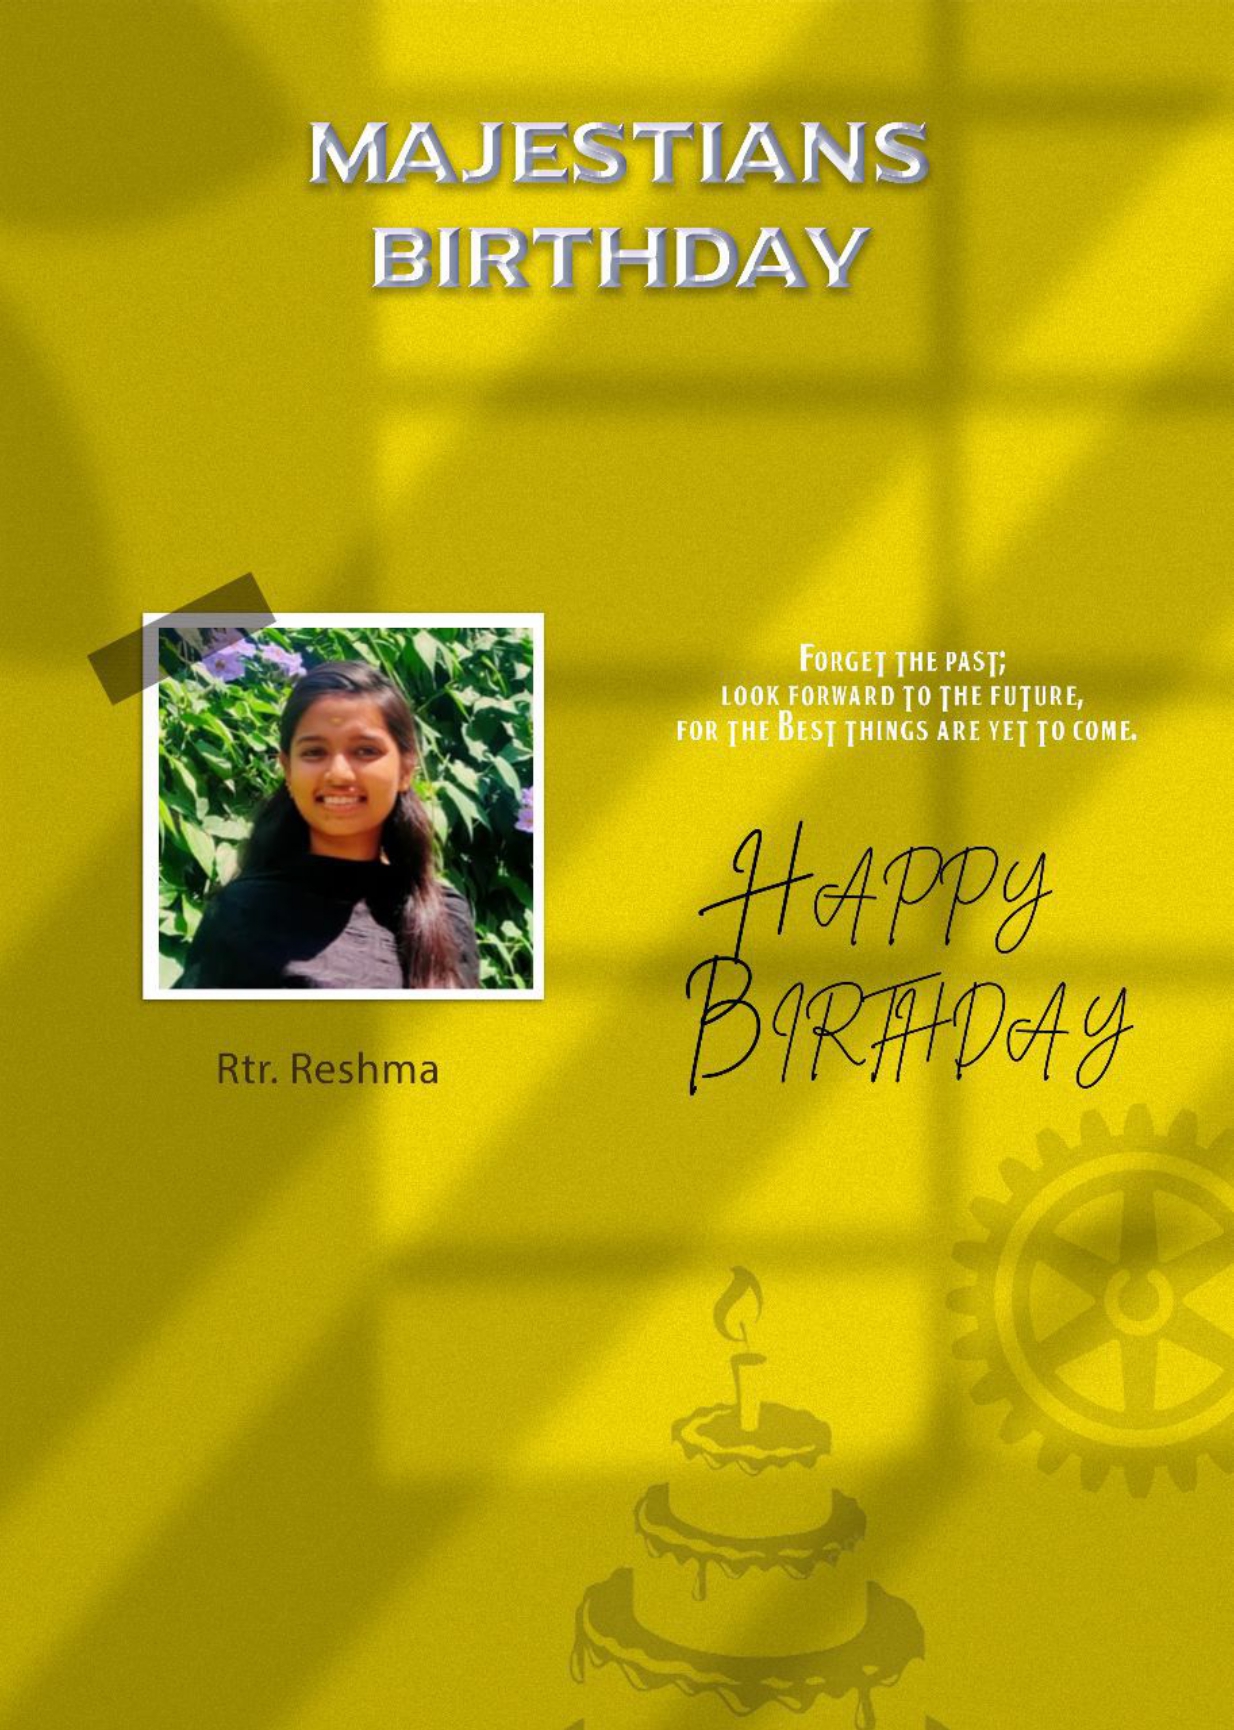 MAJESTIANS
BIRTHDAY
Forget the past;
look forward to the future,
for the Best things are yet to come.
Happy
Birthday
Rtr. Reshma